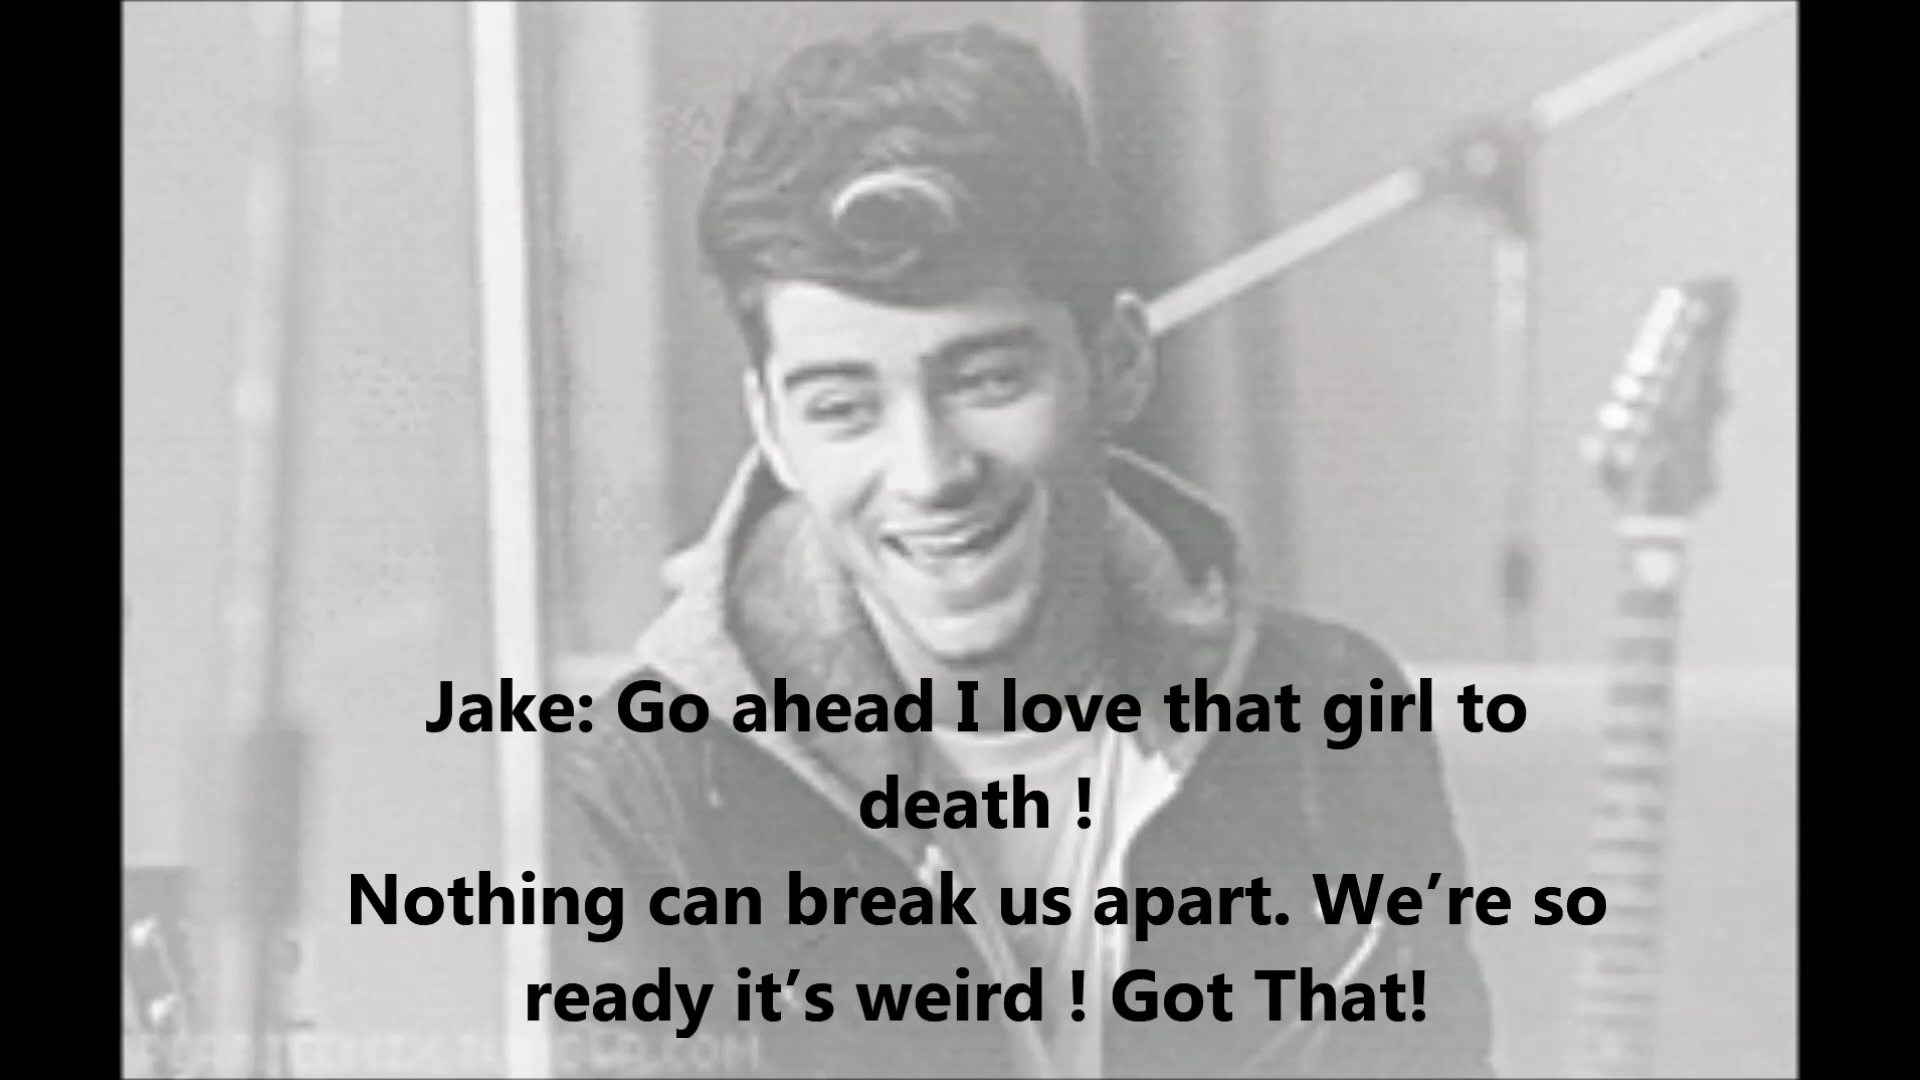 Jake: Go ahead I love that girl to
death !
Nothing can break us apart. We’re so
ready it’s weird ! Got That!